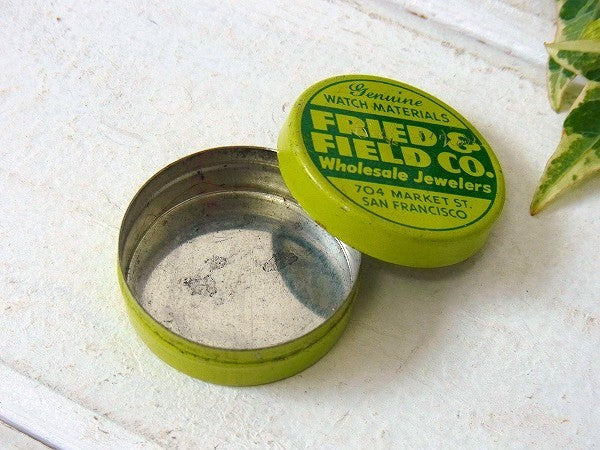 Genuine
WATCH MATERIALS
FRIED &
FIELD CO.
Wholesale Jewelers
704 MARKET ST.
SAN FRANCISCO